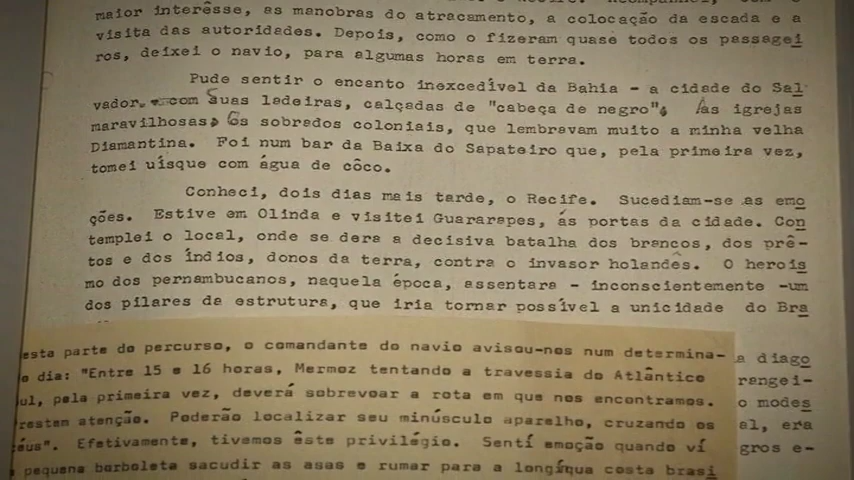 maior interêsse, as manobras do atracamento, a colocação da escada e a
visita das autoridades. Depois, como o fizeram quase todos os passagei
ros, deixei o navio, para algumas horas em terra.
Pude sentir o encanto inexcedível da Bahia - a cidade do Sal
vador, com Suas ladeiras, calçadas de "cabeça de negro", As igrejas
maravilhosas, Os sobrados coloniais, que lembravam muito a minha velha
Diamantina. Foi num bar da Baixa do Sapateiro que, pela primeira vez,
tomei uísque com água de côco.
Conheci, dois dias mais tarde, o Recife. Sucediam-se as emo
ções. Estive em Olinda e visitei Guararapes, ás portas da cidade. Con
templei o local, onde se dera a decisiva batalha dos brancos, dos prê-
tos e dos índios, donos da terra, contra o invasor holandês. O herois
mo dos pernambucanos, naquela época, assentara - inconscientemente -um
dos pilares da estrutura, que iria tornar possível a unicidade do Bra
esta parte do percurso, o comandante do navio avisou-nos num determina-
o dia: "Entre 15 e 16 horas, Mermoz tentando a travessia do Atlântico
ul, pela primeira vez, deverá sobrevoar a rota em que nos encontramos.
restem atenção. Poderão localizar seu minúsculo aparelho, cruzando os
éus". Efetivamente, tivemos êste privilégio. Sentí emoção quando ví
pequena borboleta sacudir as asas e rumar para a longíqua costa brasi
a diago
rangei-
o modes
al, era
gros e-